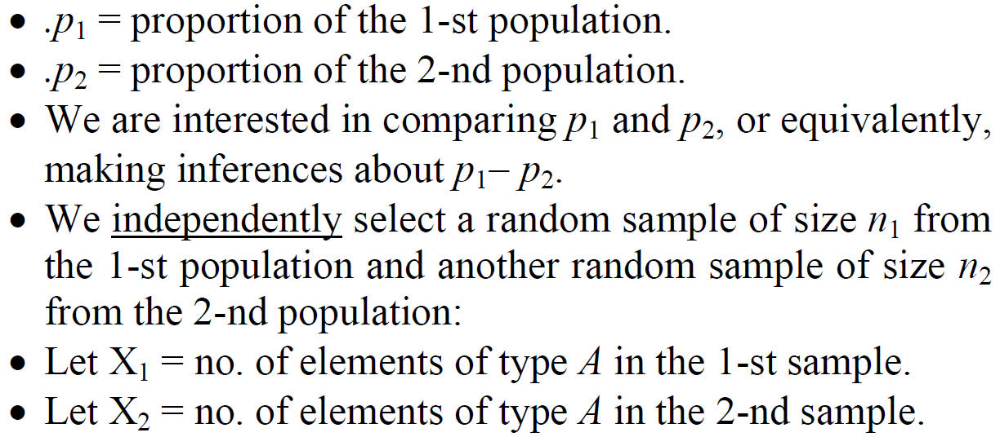 • .p₁ = proportion of the 1-st population.
• .p₂ = proportion of the 2-nd population.
• We are interested in comparing p₁ and p₂, or equivalently,
making inferences about p₁– p₂.
• We independently select a random sample of size n₁ from
the 1-st population and another random sample of size n₂
from the 2-nd population:
• Let X₁ = no. of elements of type A in the 1-st sample.
• Let X₂ = no. of elements of type A in the 2-nd sample.